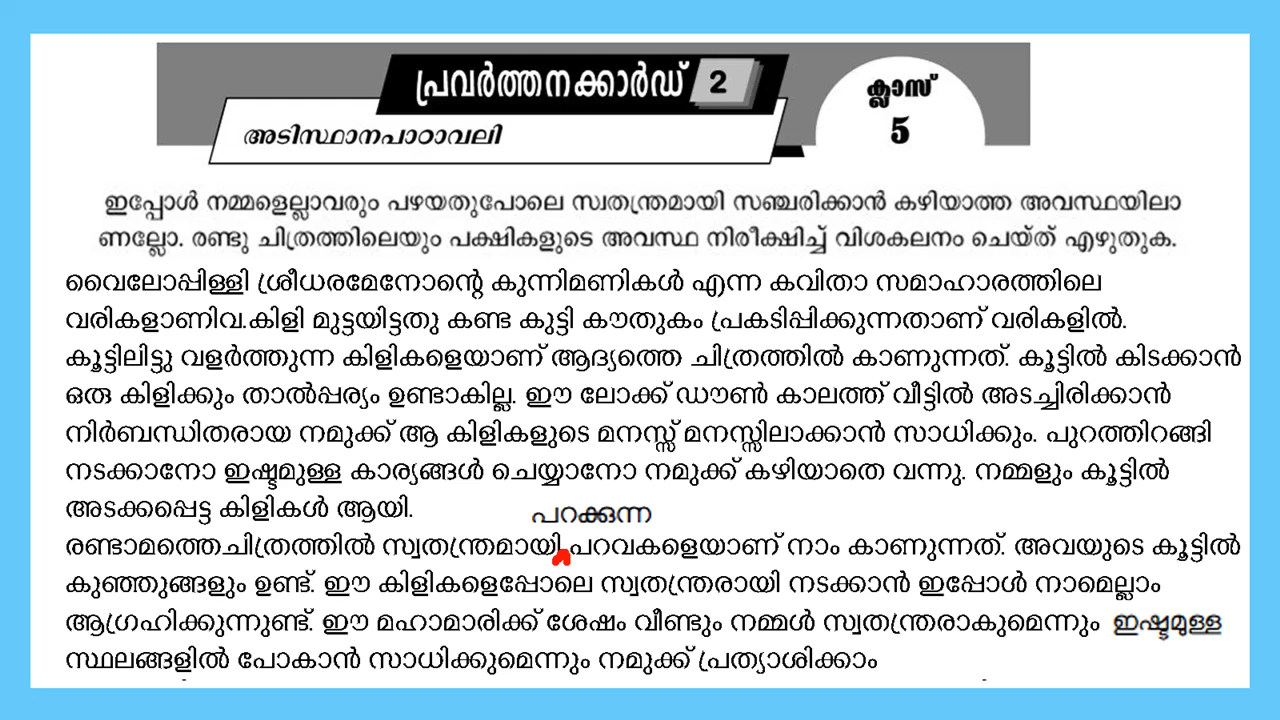 പ്രവർത്തനക്കാർഡ് 2
ക്ലാസ്
5
അടിസ്ഥാനപാഠാവലി
ഇപ്പോൾ നമ്മളെല്ലാവരും പഴയതുപോലെ സ്വതന്ത്രമായി സഞ്ചരിക്കാൻ കഴിയാത്ത അവസ്ഥയിലാ
ണല്ലോ. രണ്ടു ചിത്രത്തിലെയും പക്ഷികളുടെ അവസ്ഥ നിരീക്ഷിച്ച് വിശകലനം ചെയ്ത് എഴുതുക.
വൈലോപ്പിള്ളി ശ്രീധരമേനോന്റെ കുന്നിമണികൾ എന്ന കവിതാ സമാഹാരത്തിലെ
വരികളാണിവ.കിളി മുട്ടയിട്ടതു കണ്ട കുട്ടി കൗതുകം പ്രകടിപ്പിക്കുന്നതാണ് വരികളിൽ.
കൂട്ടിലിട്ടു വളർത്തുന്ന കിളികളെയാണ് ആദ്യത്തെ ചിത്രത്തിൽ കാണുന്നത്. കൂട്ടിൽ കിടക്കാൻ
ഒരു കിളിക്കും താൽപ്പര്യം ഉണ്ടാകില്ല. ഈ ലോക്ക് ഡൗൺ കാലത്ത് വീട്ടിൽ അടച്ചിരിക്കാൻ
നിർബന്ധിതരായ നമുക്ക് ആ കിളികളുടെ മനസ്സ് മനസ്സിലാക്കാൻ സാധിക്കും. പുറത്തിറങ്ങി
നടക്കാനോ ഇഷ്ടമുള്ള കാര്യങ്ങൾ ചെയ്യാനോ നമുക്ക് കഴിയാതെ വന്നു. നമ്മളും കൂട്ടിൽ
അടക്കപ്പെട്ട കിളികൾ ആയി.
പറക്കുന്ന
രണ്ടാമത്തെചിത്രത്തിൽ സ്വതന്ത്രമായി പറവകളെയാണ് നാം കാണുന്നത്. അവയുടെ കൂട്ടിൽ
കുഞ്ഞുങ്ങളും ഉണ്ട്. ഈ കിളികളെപ്പോലെ സ്വതന്ത്രരായി നടക്കാൻ ഇപ്പോൾ നാമെല്ലാം
ആഗ്രഹിക്കുന്നുണ്ട്. ഈ മഹാമാരിക്ക് ശേഷം വീണ്ടും നമ്മൾ സ്വതന്ത്രരാകുമെന്നും ഇഷ്ടമുള്ള
സ്ഥലങ്ങളിൽ പോകാൻ സാധിക്കുമെന്നും നമുക്ക് പ്രത്യാശിക്കാം